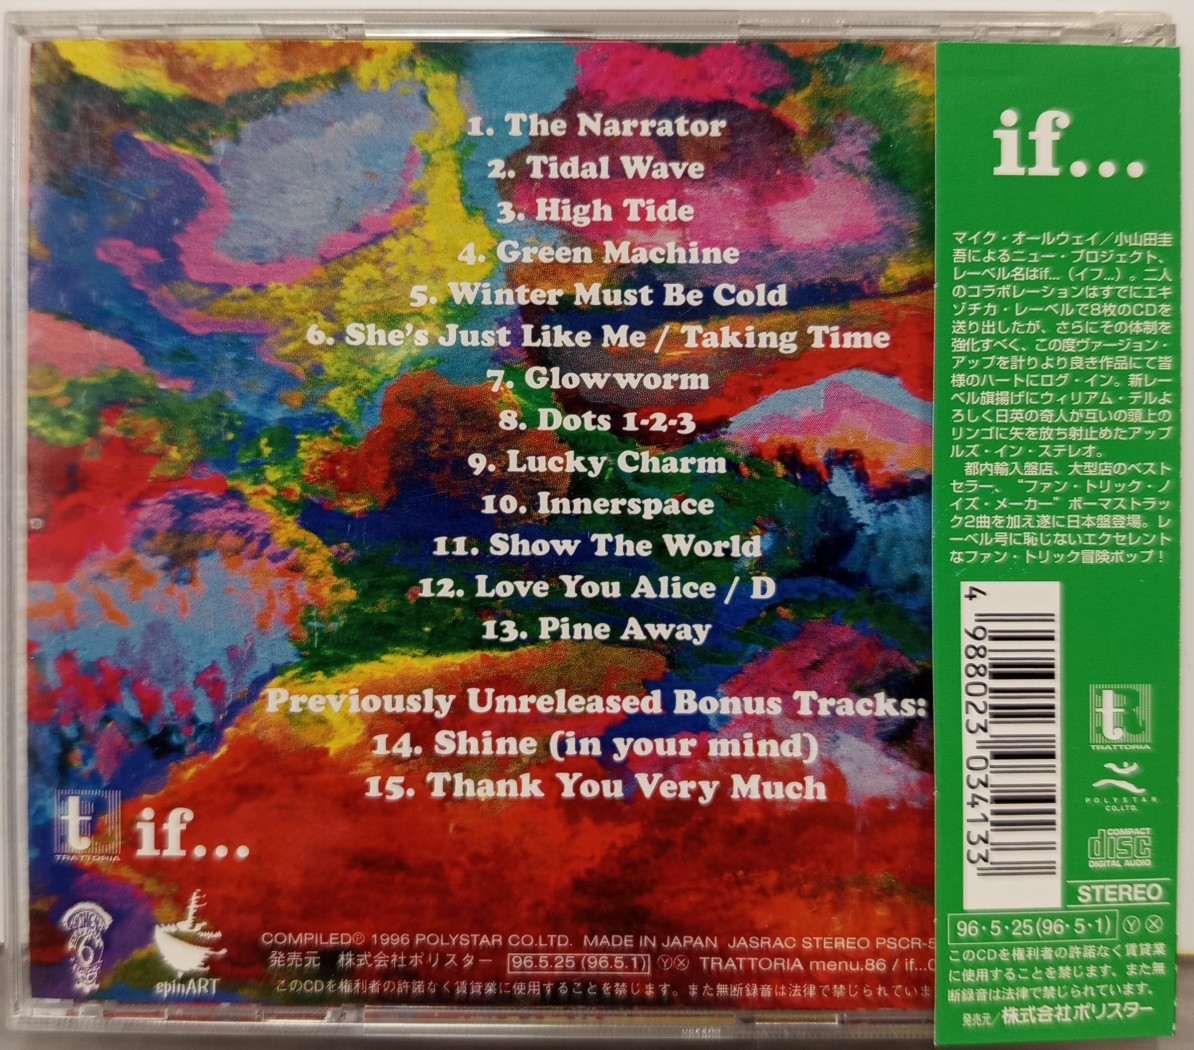 1. The Narrator
2. Tidal Wave
3. High Tide
4. Green Machine
5. Winter Must Be Cold
6. She's Just Like Me / Taking Time
7. Glowworm
8. Dots 1-2-3
9. Lucky Charm
10. Innerspace
11. Show The World
12. Love You Alice / D
13. Pine Away
Previously Unreleased Bonus Tracks:
14. Shine (in your mind)
15. Thank You Very Much
t
TRATTORIA
if...
6
spinART
COMPILED℗ 1996 POLYSTAR CO.LTD. MADE IN JAPAN JASRAC STEREO PSCR-5
発売元 株式会社ポリスター 96.5.25 (96.5.1) Ⓨ Ⓧ TRATTORIA menu.86 / if...0
このCDを権利者の許諾なく賃貸業に使用することを禁じます。また無断録音は法律で禁じられていま
if...
マイク・オールウェイ／小山田圭
吾によるニュー・プロジェクト、
レーベル名はif...（イフ...）。二人
のコラボレーションはすでにエキ
ゾチカ・レーベルで8枚のCDを
送り出したが、さらにその体制を
強化すべく、この度ヴァージョン・
アップを計りより良き作品にて皆
様のハートにログ・イン。新レー
ベル旗揚げにウィリアム・テルよ
ろしく日英の奇人が互いの頭上の
リンゴに矢を放ち射止めたアップ
ルズ・イン・ステレオ。
都内輸入盤店、大型店のベスト
セラー、“ファン・トリック・ノ
イズ・メーカー”ボーナストラッ
ク2曲を加え遂に日本盤登場。レ
ーベル号に恥じないエクセレント
なファン・トリック冒険ポップ！
4 988023 034133
t
TRATTORIA
POLYSTAR
CO.,LTD.
COMPACT
disc
DIGITAL AUDIO
STEREO
96・5・25(96・5・1) Ⓨ Ⓧ
このCDを権利者の許諾なく賃貸業
に使用することを禁じます。また無
断録音は法律で禁じられています。
発売元／株式会社ポリスター